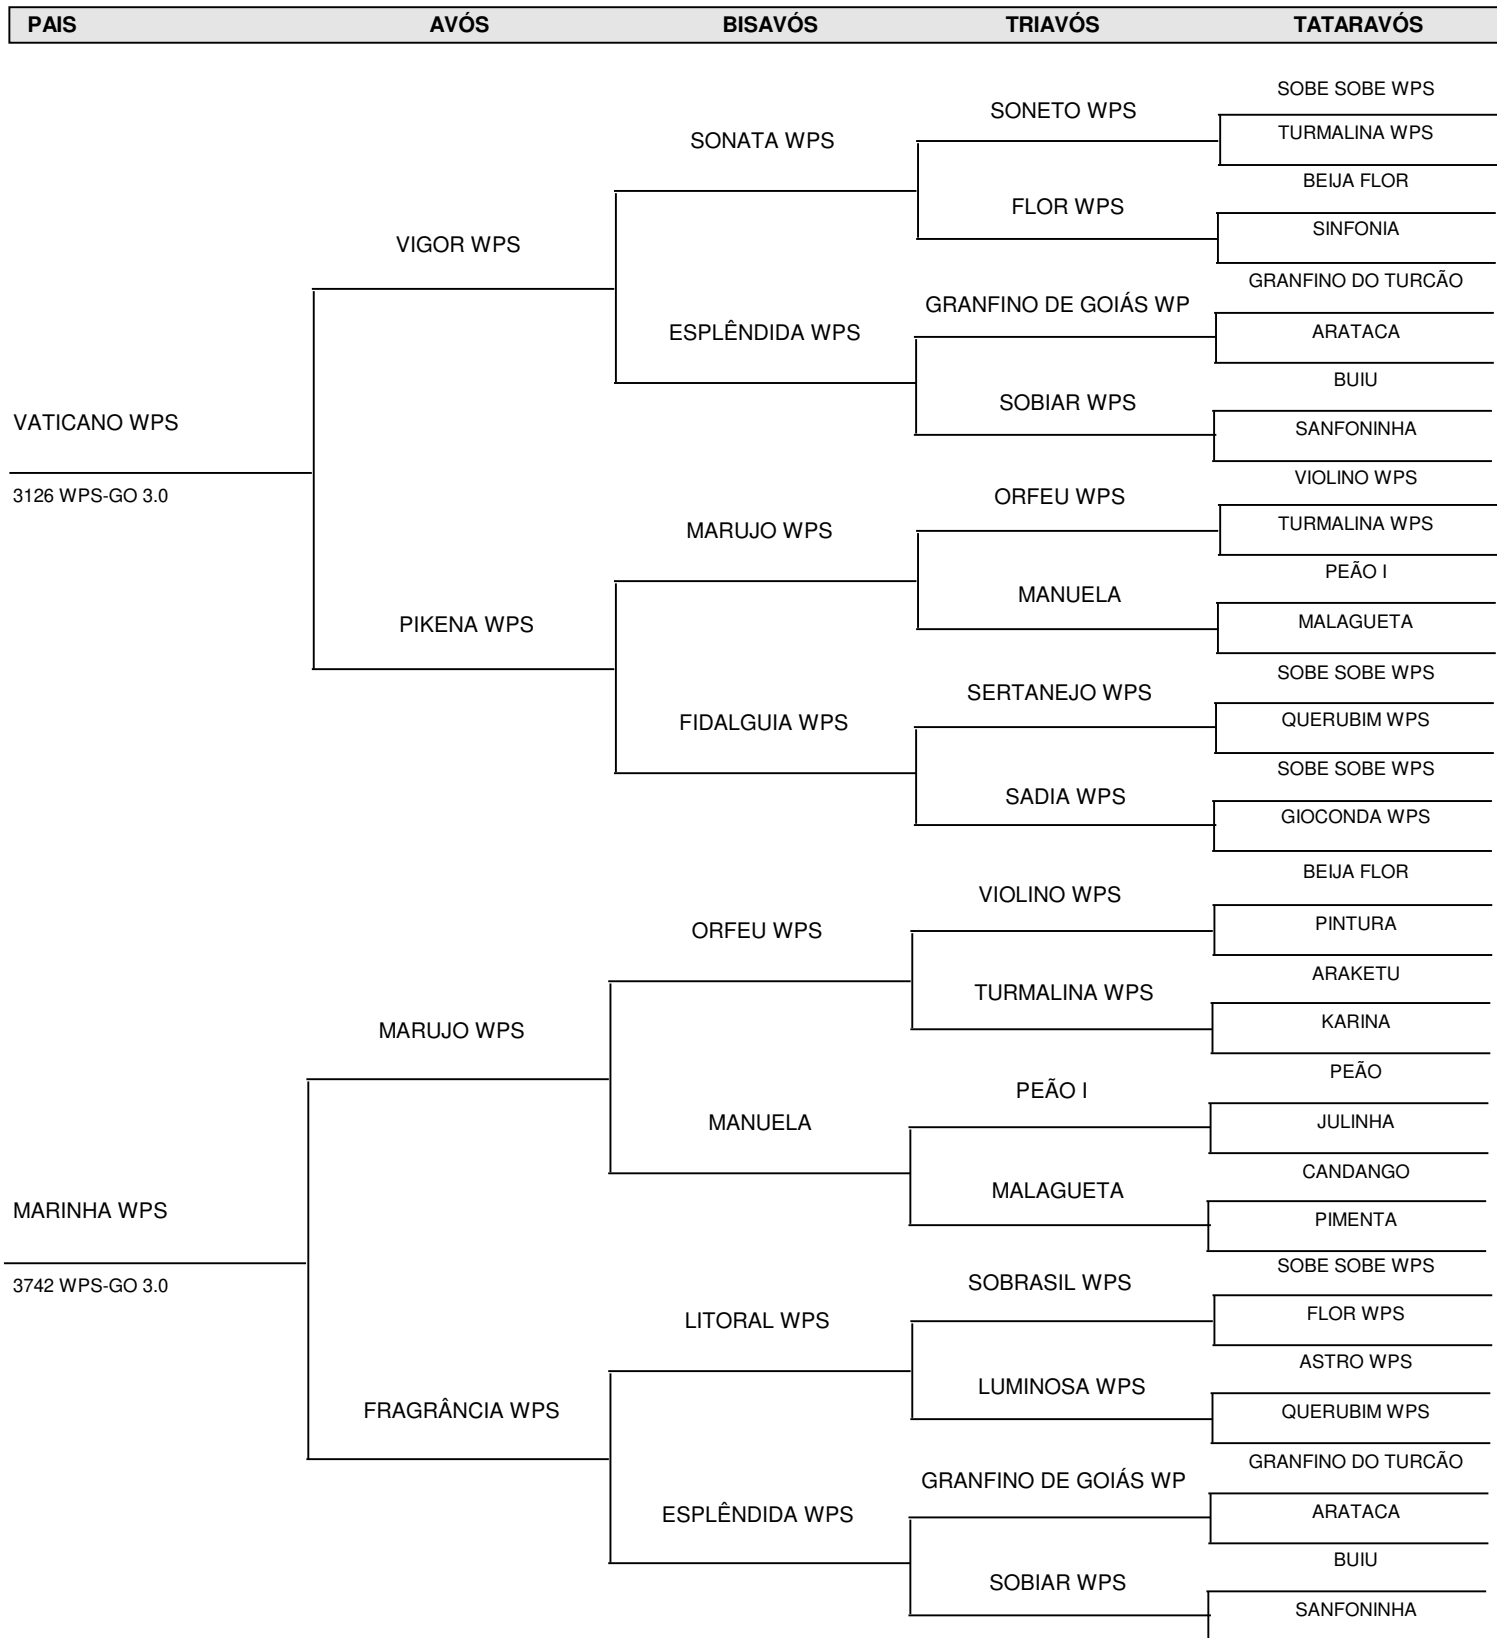 PAIS AVÓS BISAVÓS TRIAVÓS TATARAVÓS
SOBE SOBE WPS
SONETO WPS
TURMALINA WPS
SONATA WPS
BEIJA FLOR
FLOR WPS
SINFONIA
VIGOR WPS
GRANFINO DO TURCÃO
GRANFINO DE GOIÁS WP
ESPLÊNDIDA WPS
ARATACA
BUIU
SOBIAR WPS
VATICANO WPS
SANFONINHA
VIOLINO WPS
3126 WPS-GO 3.0
ORFEU WPS
TURMALINA WPS
MARUJO WPS
PEÃO I
MANUELA
PIKENA WPS
MALAGUETA
SOBE SOBE WPS
SERTANEJO WPS
FIDALGUIA WPS
QUERUBIM WPS
SOBE SOBE WPS
SADIA WPS
GIOCONDA WPS
BEIJA FLOR
VIOLINO WPS
PINTURA
ORFEU WPS
ARAKETU
TURMALINA WPS
KARINA
MARUJO WPS
PEÃO
PEÃO I
MANUELA
JULINHA
CANDANGO
MALAGUETA
MARINHA WPS
PIMENTA
SOBE SOBE WPS
3742 WPS-GO 3.0
SOBRASIL WPS
FLOR WPS
LITORAL WPS
ASTRO WPS
LUMINOSA WPS
FRAGRÂNCIA WPS
QUERUBIM WPS
GRANFINO DO TURCÃO
GRANFINO DE GOIÁS WP
ESPLÊNDIDA WPS
ARATACA
BUIU
SOBIAR WPS
SANFONINHA